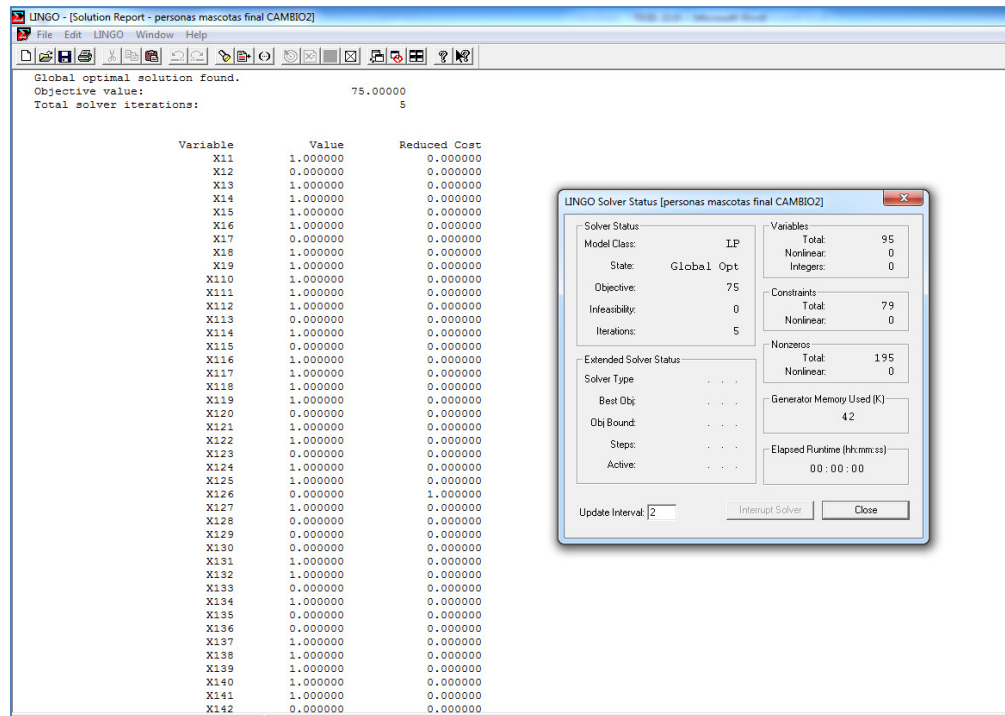 LINGO - [Solution Report - personas mascotas final CAMBIO2]
File Edit LINGO Window Help
Global optimal solution found.
Objective value: 75.00000
Total solver iterations: 5
Variable Value Reduced Cost
X11 1.000000 0.000000
X12 0.000000 0.000000
X13 1.000000 0.000000
X14 1.000000 0.000000
X15 1.000000 0.000000
X16 1.000000 0.000000
X17 0.000000 0.000000
X18 1.000000 0.000000
X19 1.000000 0.000000
X110 1.000000 0.000000
X111 1.000000 0.000000
X112 1.000000 0.000000
X113 0.000000 0.000000
X114 1.000000 0.000000
X115 0.000000 0.000000
X116 1.000000 0.000000
X117 1.000000 0.000000
X118 1.000000 0.000000
X119 1.000000 0.000000
X120 0.000000 0.000000
X121 1.000000 0.000000
X122 1.000000 0.000000
X123 0.000000 0.000000
X124 1.000000 0.000000
X125 1.000000 0.000000
X126 0.000000 1.000000
X127 1.000000 0.000000
X128 0.000000 0.000000
X129 0.000000 0.000000
X130 0.000000 0.000000
X131 1.000000 0.000000
X132 1.000000 0.000000
X133 0.000000 0.000000
X134 1.000000 0.000000
X135 0.000000 0.000000
X136 0.000000 0.000000
X137 1.000000 0.000000
X138 1.000000 0.000000
X139 1.000000 0.000000
X140 1.000000 0.000000
X141 1.000000 0.000000
X142 0.000000 0.000000
LINGO Solver Status [personas mascotas final CAMBIO2]
Solver Status
Model Class: LP
State: Global Opt
Objective: 75
Infeasibility: 0
Iterations: 5
Extended Solver Status
Solver Type . . .
Best Obj: . . .
Obj Bound: . . .
Steps: . . .
Active: . . .
Variables
Total: 95
Nonlinear: 0
Integers: 0
Constraints
Total: 79
Nonlinear: 0
Nonzeros
Total: 195
Nonlinear: 0
Generator Memory Used (K)
42
Elapsed Runtime (hh:mm:ss)
00:00:00
Update Interval: 2
Interrupt Solver
Close